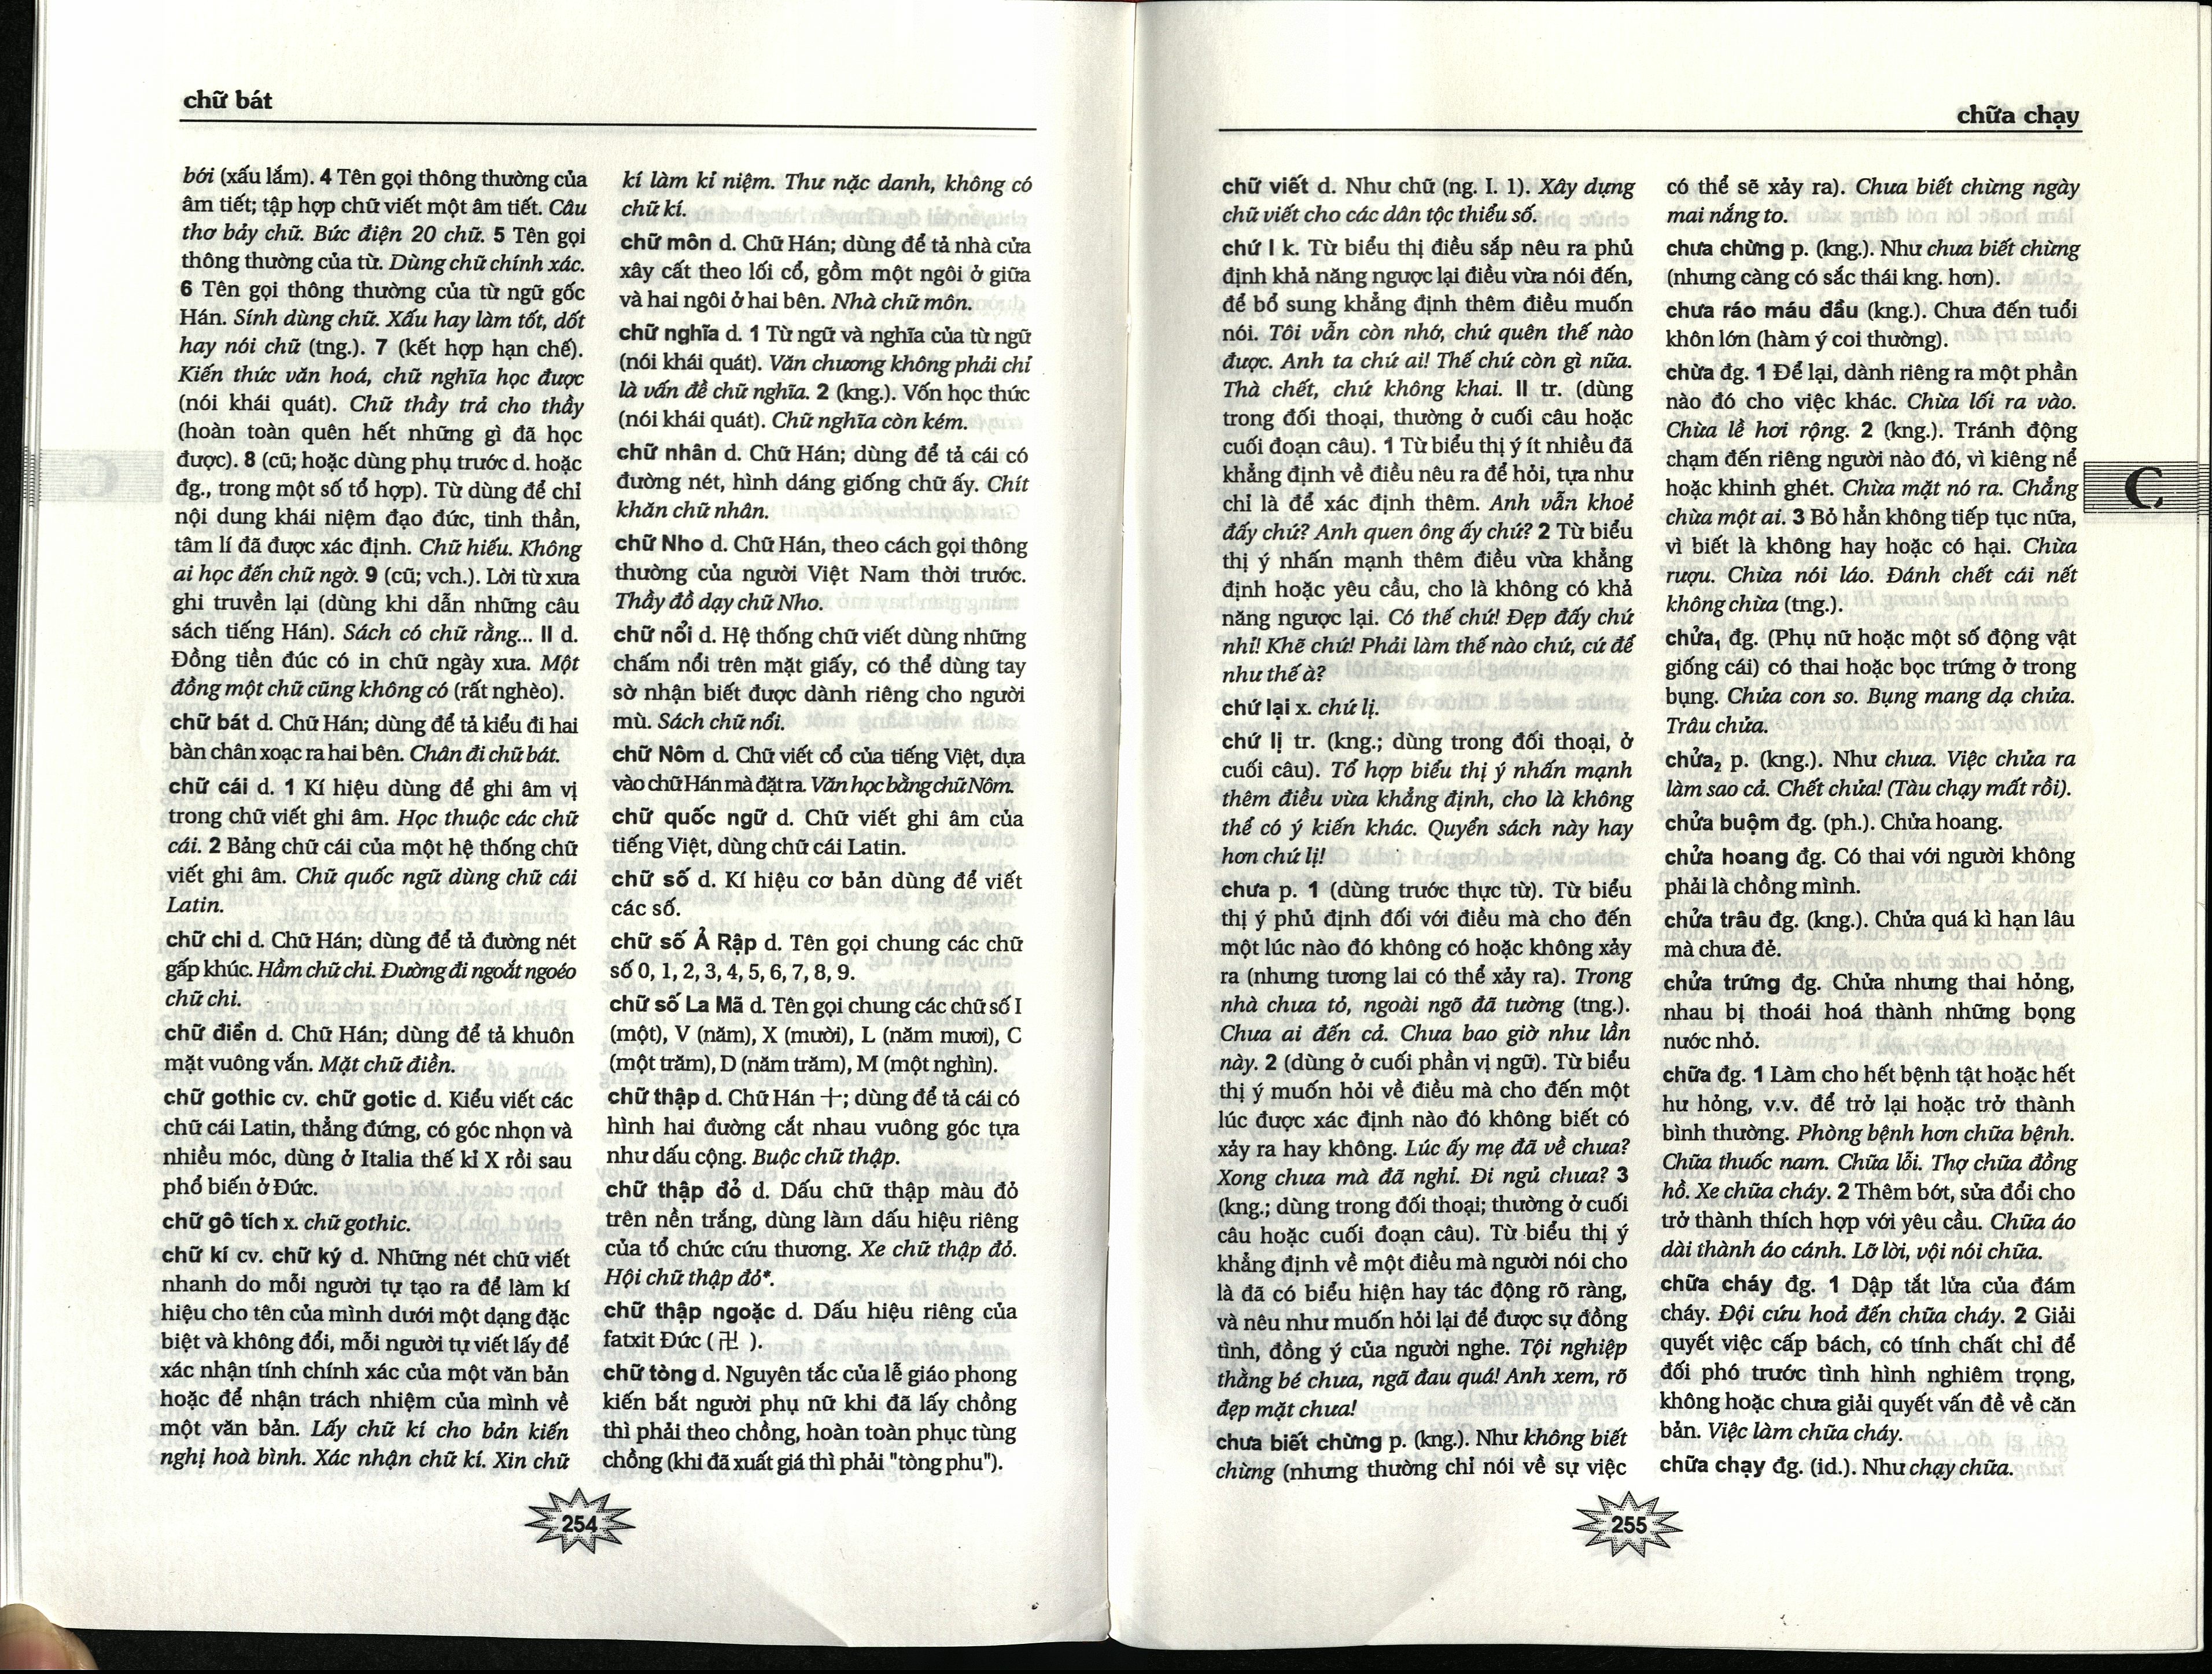 chữ bát
bới (xấu lắm). 4 Tên gọi thông thường của
âm tiết; tập hợp chữ viết một âm tiết. Câu
thơ bảy chữ. Bức điện 20 chữ. 5 Tên gọi
thông thường của từ. Dùng chữ chính xác.
6 Tên gọi thông thường của từ ngữ gốc
Hán. Sính dùng chữ. Xấu hay làm tốt, dốt
hay nói chữ (tng.). 7 (kết hợp hạn chế).
Kiến thức văn hoá, chữ nghĩa học được
(nói khái quát). Chữ thầy trả cho thầy
(hoàn toàn quên hết những gì đã học
được). 8 (cũ; hoặc dùng phụ trước d. hoặc
đg., trong một số tổ hợp). Từ dùng để chỉ
nội dung khái niệm đạo đức, tinh thần,
tâm lí đã được xác định. Chữ hiếu. Không
ai học đến chữ ngờ. 9 (cũ; vch.). Lời từ xưa
ghi truyền lại (dùng khi dẫn những câu
sách tiếng Hán). Sách có chữ rằng... II d.
Đồng tiền đúc có in chữ ngày xưa. Một
đồng một chữ cũng không có (rất nghèo).
chữ bát d. Chữ Hán; dùng để tả kiểu đi hai
bàn chân xoạc ra hai bên. Chân đi chữ bát.
chữ cái d. 1 Kí hiệu dùng để ghi âm vị
trong chữ viết ghi âm. Học thuộc các chữ
cái. 2 Bảng chữ cái của một hệ thống chữ
viết ghi âm. Chữ quốc ngữ dùng chữ cái
Latin.
chữ chi d. Chữ Hán; dùng để tả đường nét
gấp khúc. Hầm chữ chi. Đường đi ngoắt ngoéo
chữ chi.
chữ điền d. Chữ Hán; dùng để tả khuôn
mặt vuông vắn. Mặt chữ điền.
chữ gothic cv. chữ gotic d. Kiểu viết các
chữ cái Latin, thẳng đứng, có góc nhọn và
nhiều móc, dùng ở Italia thế kỉ X rồi sau
phổ biến ở Đức.
chữ gô tích x. chữ gothic.
chữ kí cv. chữ ký d. Những nét chữ viết
nhanh do mỗi người tự tạo ra để làm kí
hiệu cho tên của mình dưới một dạng đặc
biệt và không đổi, mỗi người tự viết lấy để
xác nhận tính chính xác của một văn bản
hoặc để nhận trách nhiệm của mình về
một văn bản. Lấy chữ kí cho bản kiến
nghị hoà bình. Xác nhận chữ kí. Xin chữ
kí làm kỉ niệm. Thư nặc danh, không có
chữ kí.
chữ môn d. Chữ Hán; dùng để tả nhà cửa
xây cất theo lối cổ, gồm một ngôi ở giữa
và hai ngôi ở hai bên. Nhà chữ môn.
chữ nghĩa d. 1 Từ ngữ và nghĩa của từ ngữ
(nói khái quát). Văn chương không phải chỉ
là vấn đề chữ nghĩa. 2 (kng.). Vốn học thức
(nói khái quát). Chữ nghĩa còn kém.
chữ nhân d. Chữ Hán; dùng để tả cái có
đường nét, hình dáng giống chữ ấy. Chít
khăn chữ nhân.
chữ Nho d. Chữ Hán, theo cách gọi thông
thường của người Việt Nam thời trước.
Thầy đồ dạy chữ Nho.
chữ nổi d. Hệ thống chữ viết dùng những
chấm nổi trên mặt giấy, có thể dùng tay
sờ nhận biết được dành riêng cho người
mù. Sách chữ nổi.
chữ Nôm d. Chữ viết cổ của tiếng Việt, dựa
vào chữ Hán mà đặt ra. Văn học bằng chữ Nôm.
chữ quốc ngữ d. Chữ viết ghi âm của
tiếng Việt, dùng chữ cái Latin.
chữ số d. Kí hiệu cơ bản dùng để viết
các số.
chữ số Ả Rập d. Tên gọi chung các chữ
số 0, 1, 2, 3, 4, 5, 6, 7, 8, 9.
chữ số La Mã d. Tên gọi chung các chữ số I
(một), V (năm), X (mười), L (năm mươi), C
(một trăm), D (năm trăm), M (một nghìn).
chữ thập d. Chữ Hán 十; dùng để tả cái có
hình hai đường cắt nhau vuông góc tựa
như dấu cộng. Buộc chữ thập.
chữ thập đỏ d. Dấu chữ thập màu đỏ
trên nền trắng, dùng làm dấu hiệu riêng
của tổ chức cứu thương. Xe chữ thập đỏ.
Hội chữ thập đỏ*.
chữ thập ngoặc d. Dấu hiệu riêng của
fatxit Đức ( 卍 ).
chữ tòng d. Nguyên tắc của lễ giáo phong
kiến bắt người phụ nữ khi đã lấy chồng
thì phải theo chồng, hoàn toàn phục tùng
chồng (khi đã xuất giá thì phải "tòng phu").
254
chữa chạy
chữ viết d. Như chữ (ng. I. 1). Xây dựng
chữ viết cho các dân tộc thiểu số.
chứ I k. Từ biểu thị điều sắp nêu ra phủ
định khả năng ngược lại điều vừa nói đến,
để bổ sung khẳng định thêm điều muốn
nói. Tôi vẫn còn nhớ, chứ quên thế nào
được. Anh ta chứ ai! Thế chứ còn gì nữa.
Thà chết, chứ không khai. II tr. (dùng
trong đối thoại, thường ở cuối câu hoặc
cuối đoạn câu). 1 Từ biểu thị ý ít nhiều đã
khẳng định về điều nêu ra để hỏi, tựa như
chỉ là để xác định thêm. Anh vẫn khoẻ
đấy chứ? Anh quen ông ấy chứ? 2 Từ biểu
thị ý nhấn mạnh thêm điều vừa khẳng
định hoặc yêu cầu, cho là không có khả
năng ngược lại. Có thế chứ! Đẹp đấy chứ
nhỉ! Khẽ chứ! Phải làm thế nào chứ, cứ để
như thế à?
chứ lại x. chứ lị.
chứ lị tr. (kng.; dùng trong đối thoại, ở
cuối câu). Tổ hợp biểu thị ý nhấn mạnh
thêm điều vừa khẳng định, cho là không
thể có ý kiến khác. Quyển sách này hay
hơn chứ lị!
chưa p. 1 (dùng trước thực từ). Từ biểu
thị ý phủ định đối với điều mà cho đến
một lúc nào đó không có hoặc không xảy
ra (nhưng tương lai có thể xảy ra). Trong
nhà chưa tỏ, ngoài ngõ đã tường (tng.).
Chưa ai đến cả. Chưa bao giờ như lần
này. 2 (dùng ở cuối phần vị ngữ). Từ biểu
thị ý muốn hỏi về điều mà cho đến một
lúc được xác định nào đó không biết có
xảy ra hay không. Lúc ấy mẹ đã về chưa?
Xong chưa mà đã nghỉ. Đi ngủ chưa? 3
(kng.; dùng trong đối thoại; thường ở cuối
câu hoặc cuối đoạn câu). Từ biểu thị ý
khẳng định về một điều mà người nói cho
là đã có biểu hiện hay tác động rõ ràng,
và nêu như muốn hỏi lại để được sự đồng
tình, đồng ý của người nghe. Tội nghiệp
thằng bé chưa, ngã đau quá! Anh xem, rõ
đẹp mặt chưa!
chưa biết chừng p. (kng.). Như không biết
chừng (nhưng thường chỉ nói về sự việc
có thể sẽ xảy ra). Chưa biết chừng ngày
mai nắng to.
chưa chừng p. (kng.). Như chưa biết chừng
(nhưng càng có sắc thái kng. hơn).
chưa ráo máu đầu (kng.). Chưa đến tuổi
khôn lớn (hàm ý coi thường).
chừa đg. 1 Để lại, dành riêng ra một phần
nào đó cho việc khác. Chừa lối ra vào.
Chừa lề hơi rộng. 2 (kng.). Tránh động
chạm đến riêng người nào đó, vì kiêng nể
hoặc khinh ghét. Chừa mặt nó ra. Chẳng
chừa một ai. 3 Bỏ hẳn không tiếp tục nữa,
vì biết là không hay hoặc có hại. Chừa
rượu. Chừa nói láo. Đánh chết cái nết
không chừa (tng.).
chửa₁ đg. (Phụ nữ hoặc một số động vật
giống cái) có thai hoặc bọc trứng ở trong
bụng. Chửa con so. Bụng mang dạ chửa.
Trâu chửa.
chửa₂ p. (kng.). Như chưa. Việc chửa ra
làm sao cả. Chết chửa! (Tàu chạy mất rồi).
chửa buộm đg. (ph.). Chửa hoang.
chửa hoang đg. Có thai với người không
phải là chồng mình.
chửa trâu đg. (kng.). Chửa quá kì hạn lâu
mà chưa đẻ.
chửa trứng đg. Chửa nhưng thai hỏng,
nhau bị thoái hoá thành những bọng
nước nhỏ.
chữa đg. 1 Làm cho hết bệnh tật hoặc hết
hư hỏng, v.v. để trở lại hoặc trở thành
bình thường. Phòng bệnh hơn chữa bệnh.
Chữa thuốc nam. Chữa lỗi. Thợ chữa đồng
hồ. Xe chữa cháy. 2 Thêm bớt, sửa đổi cho
trở thành thích hợp với yêu cầu. Chữa áo
dài thành áo cánh. Lỡ lời, vội nói chữa.
chữa cháy đg. 1 Dập tắt lửa của đám
cháy. Đội cứu hoả đến chữa cháy. 2 Giải
quyết việc cấp bách, có tính chất chỉ để
đối phó trước tình hình nghiêm trọng,
không hoặc chưa giải quyết vấn đề về căn
bản. Việc làm chữa cháy.
chữa chạy đg. (id.). Như chạy chữa.
C
255